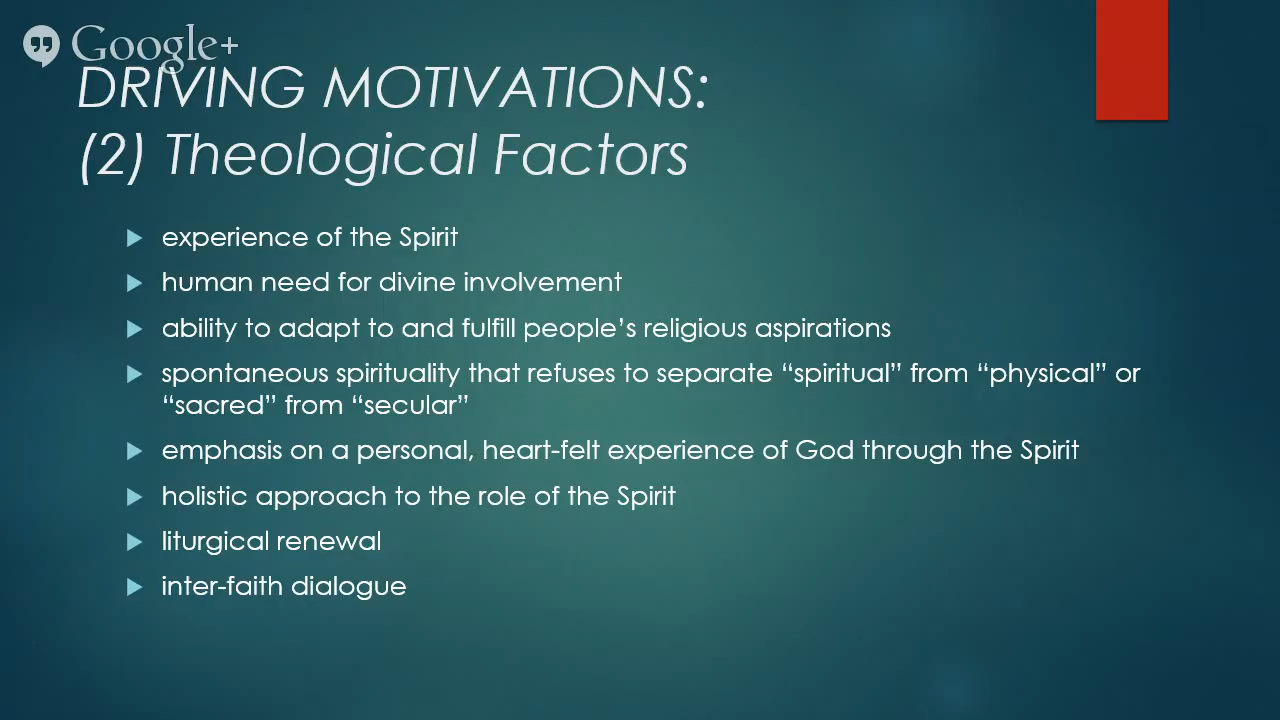 Google+
DRIVING MOTIVATIONS:
(2) Theological Factors
experience of the Spirit
human need for divine involvement
ability to adapt to and fulfill people’s religious aspirations
spontaneous spirituality that refuses to separate “spiritual” from “physical” or
“sacred” from “secular”
emphasis on a personal, heart-felt experience of God through the Spirit
holistic approach to the role of the Spirit
liturgical renewal
inter-faith dialogue